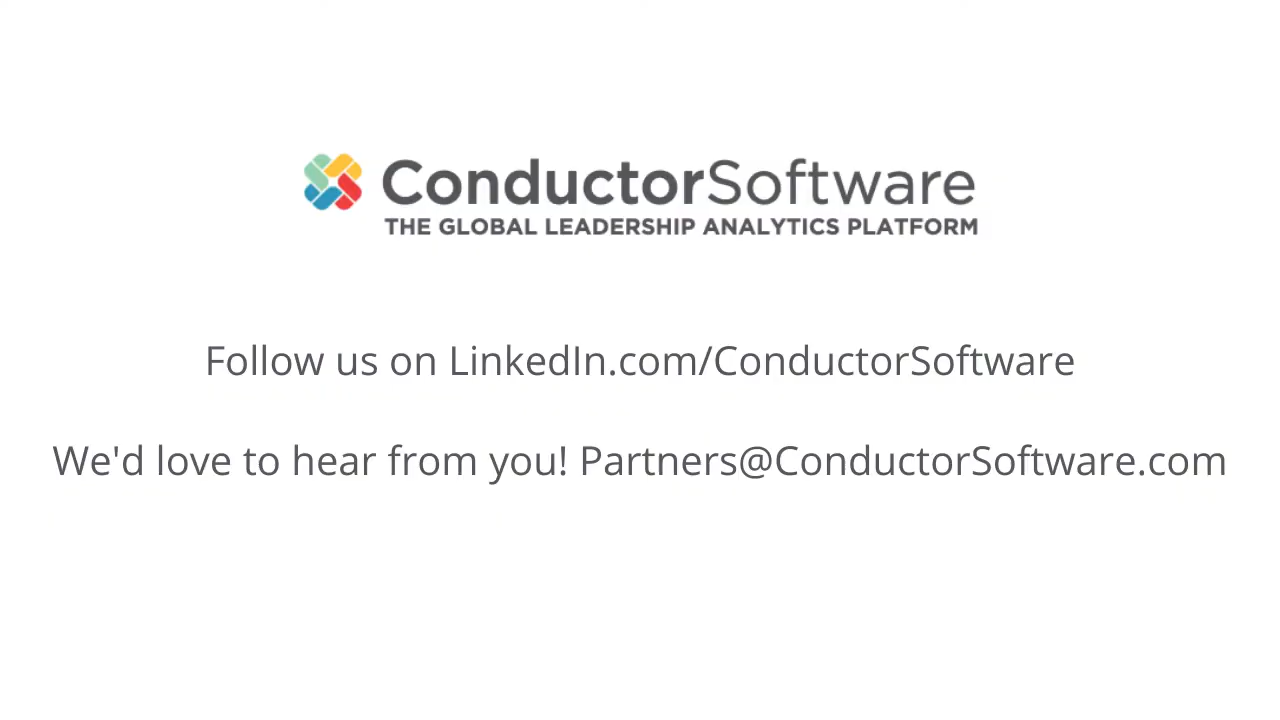 ConductorSoftware
THE GLOBAL LEADERSHIP ANALYTICS PLATFORM
Follow us on LinkedIn.com/ConductorSoftware
We'd love to hear from you! Partners@ConductorSoftware.com